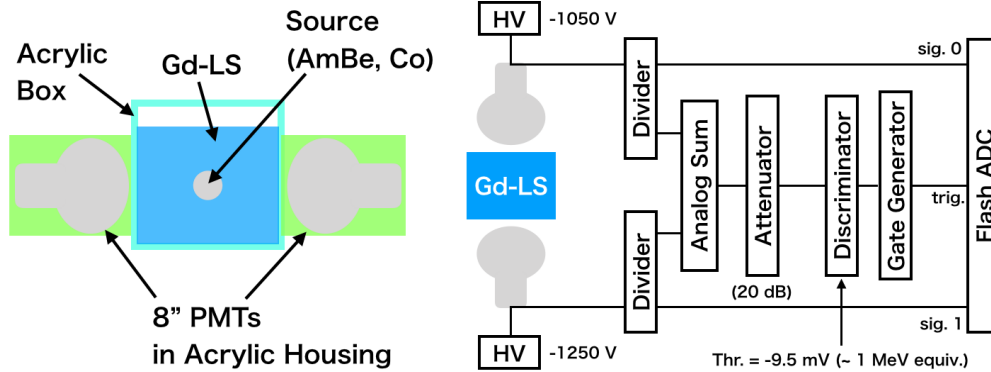 Source
(AmBe, Co)
Acrylic
Box
Gd-LS
8” PMTs
in Acrylic Housing
HV
-1050 V
sig. 0
Divider
Analog Sum
Attenuator
(20 dB)
Discriminator
Gate Generator
trig.
Flash ADC
Gd-LS
Divider
sig. 1
HV
-1250 V
Thr. = -9.5 mV (~ 1 MeV equiv.)